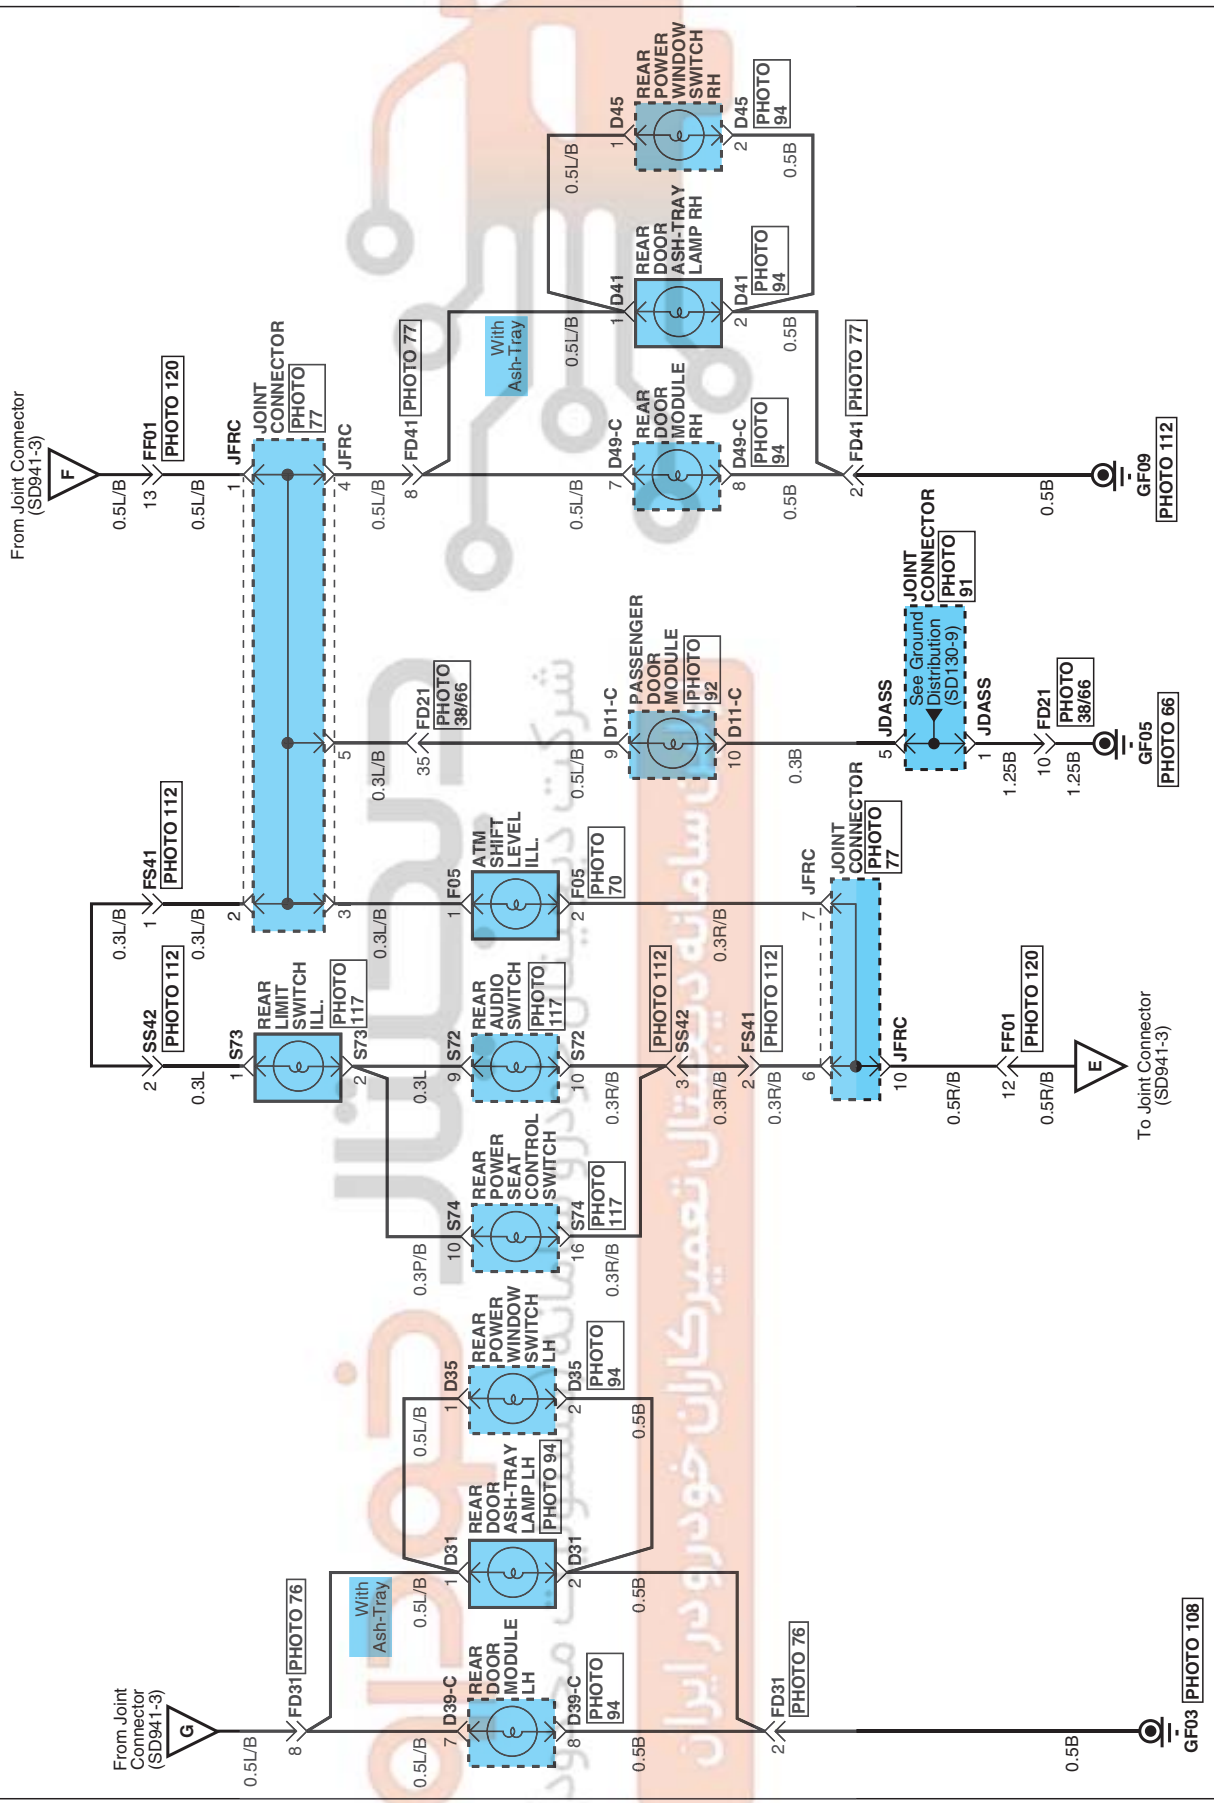 From Joint
Connector
(SD941-3)
G
0.5L/B
8
FD31
PHOTO 76
With
Ash-Tray
0.5L/B
7
D39-C
REAR
DOOR
MODULE
LH
8
D39-C
PHOTO
94
0.5B
0.5L/B
1
D31
REAR
DOOR
ASH-TRAY
LAMP LH
PHOTO 94
2
D31
0.5B
0.5L/B
1
D35
REAR
POWER
WINDOW
SWITCH
LH
2
D35
PHOTO
94
0.5B
2
FD31
PHOTO 76
0.5B
GF03
PHOTO 108
0.3L/B
2
SS42
PHOTO 112
0.3L
1
S73
REAR
LIMIT
SWITCH
ILL.
PHOTO
117
2
S73
0.3P/B
10
S74
REAR
POWER
SEAT
CONTROL
SWITCH
16
S74
PHOTO
117
0.3R/B
0.3L
9
S72
REAR
AUDIO
SWITCH
PHOTO
117
10
S72
0.3R/B
PHOTO 112
3
SS42
0.3R/B
2
FS41
PHOTO 112
0.3R/B
6
10
JFRC
0.5R/B
12
FF01
PHOTO 120
0.5R/B
E
To Joint Connector
(SD941-3)
1
FS41
PHOTO 112
0.3L/B
2
3
0.3L/B
1
F05
ATM
SHIFT
LEVEL
ILL.
2
F05
PHOTO
70
0.3R/B
7
JFRC
JOINT
CONNECTOR
PHOTO
77
5
0.3L/B
35
FD21
PHOTO
38/66
0.5L/B
9
D11-C
PASSENGER
DOOR
MODULE
PHOTO
92
10
D11-C
0.3B
5
JDASS
See Ground
Distribution
(SD130-9)
JOINT
CONNECTOR
PHOTO
91
1
JDASS
1.25B
10
FD21
PHOTO
38/66
1.25B
GF05
PHOTO 66
From Joint Connector
(SD941-3)
F
0.5L/B
13
FF01
PHOTO 120
0.5L/B
1
JFRC
JOINT
CONNECTOR
PHOTO
77
4
JFRC
0.5L/B
8
FD41
PHOTO 77
With
Ash-Tray
0.5L/B
7
D49-C
REAR
DOOR
MODULE
RH
8
D49-C
PHOTO
94
0.5B
0.5L/B
1
D41
REAR
DOOR
ASH-TRAY
LAMP RH
2
D41
PHOTO
94
0.5B
0.5L/B
1
D45
REAR
POWER
WINDOW
SWITCH
RH
2
D45
PHOTO
94
0.5B
2
FD41
PHOTO 77
0.5B
GF09
PHOTO 112